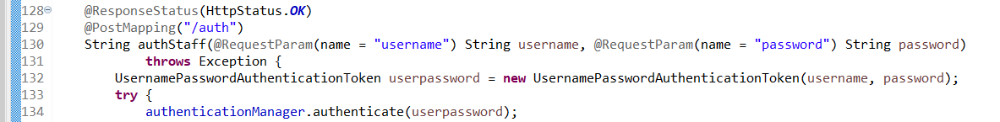 128 @ResponseStatus(HttpStatus.OK)
129 @PostMapping("/auth")
130 String authStaff(@RequestParam(name = "username") String username, @RequestParam(name = "password") String password)
131 throws Exception {
132 UsernamePasswordAuthenticationToken userpassword = new UsernamePasswordAuthenticationToken(username, password);
133 try {
134 authenticationManager.authenticate(userpassword);